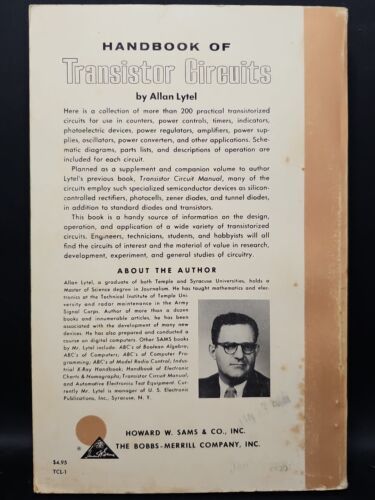 HANDBOOK OF
Transistor Circuits
by Allan Lytel
Here is a collection of more than 200 practical transistorized
circuits for use in counters, power controls, timers, indicators,
photoelectric devices, power regulators, amplifiers, power sup-
plies, oscillators, power converters, and other applications. Sche-
matic diagrams, parts lists, and descriptions of operation are
included for each circuit.
Planned as a supplement and companion volume to author
Lytel's previous book, Transistor Circuit Manual, many of the
circuits employ such specialized semiconductor devices as silicon-
controlled rectifiers, photocells, zener diodes, and tunnel diodes,
in addition to standard diodes and transistors.
This book is a handy source of information on the design,
operation, and application of a wide variety of transistorized
circuits. Engineers, technicians, students, and hobbyists will all
find the circuits of interest and the material of value in research,
development, experiment, and general studies of circuitry.
ABOUT THE AUTHOR
Allan Lytel, a graduate of both Temple and Syracuse Universities, holds a
Master of Science degree in Journalism. He has taught mathematics and elec-
tronics at the Technical Institute of Temple Uni-
versity and radar maintenance in the Army
Signal Corps. Author of more than a dozen
books and innumerable articles, he has been
associated with the development of many new
devices. He has also prepared and conducted a
course on digital computers. Other SAMS books
by Mr. Lytel include: ABC's of Boolean Algebra,
ABC's of Computers, ABC's of Computer Pro-
gramming, ABC's of Model Radio Control, Indus-
trial X-Ray Handbook, Handbook of Electronic
Charts & Nomographs, Transistor Circuit Manual,
and Automotive Electronics Test Equipment. Cur-
rently Mr. Lytel is manager of U. S. Electronic
Publications, Inc., Syracuse, N. Y.
HOWARD W. SAMS & CO., INC.
THE BOBBS-MERRILL COMPANY, INC.
$4.95
TCL-1